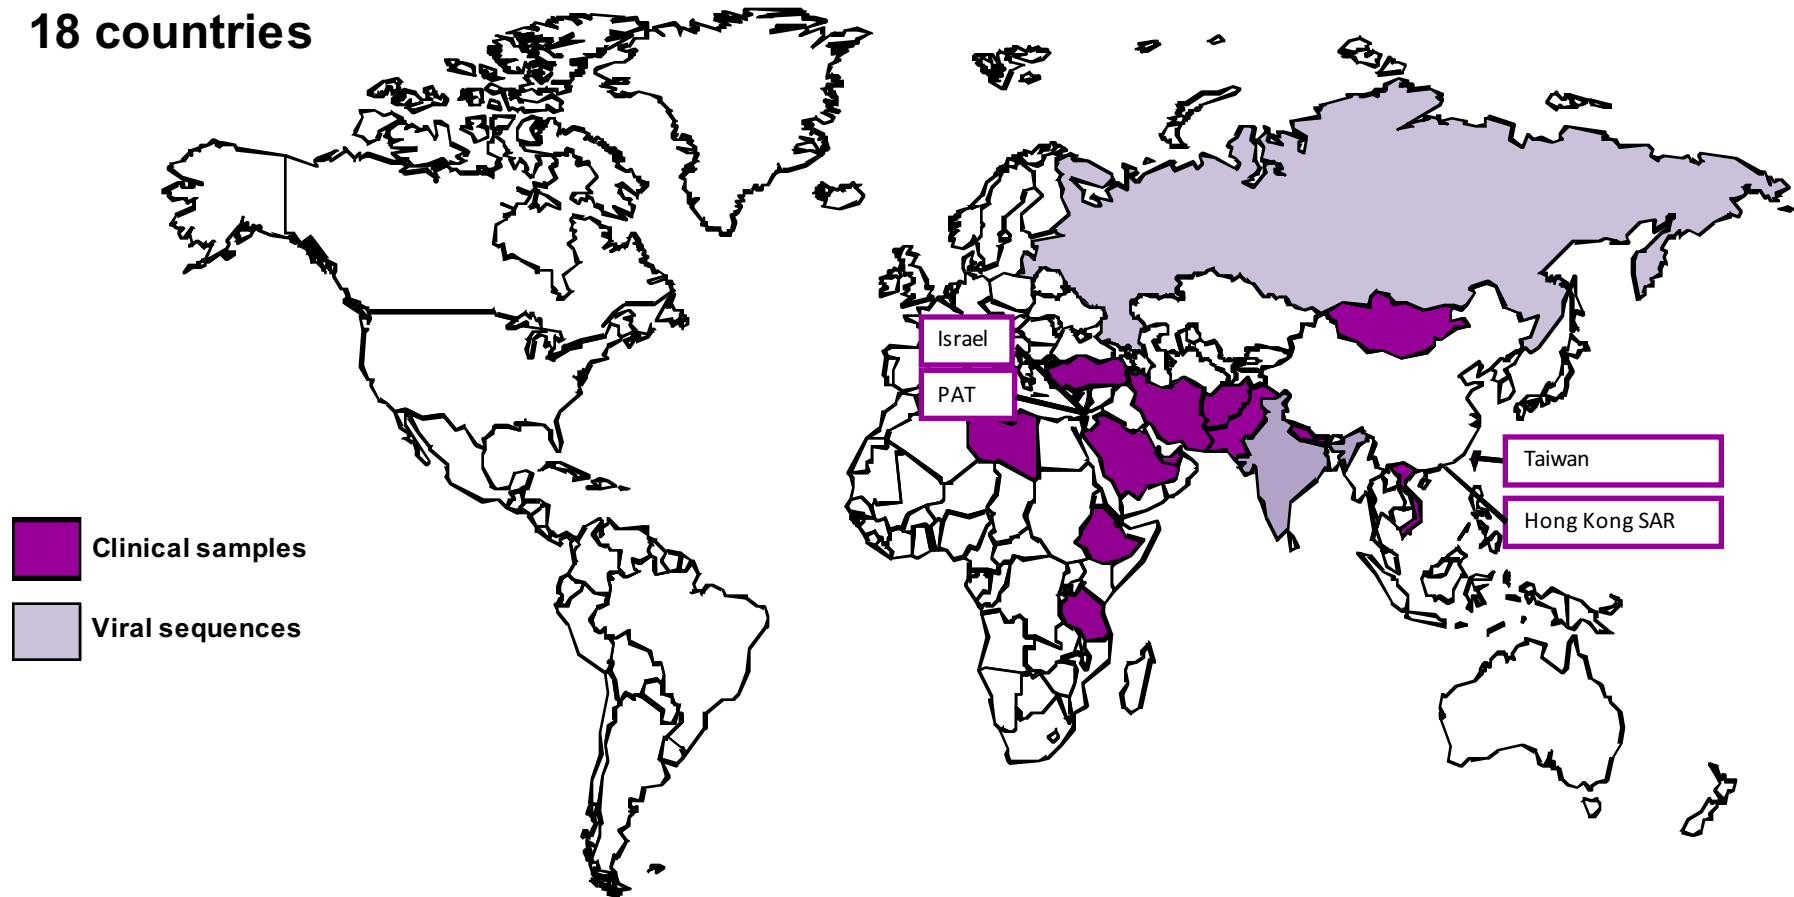 18 countries
Israel
PAT
Taiwan
Hong Kong SAR
Clinical samples
Viral sequences